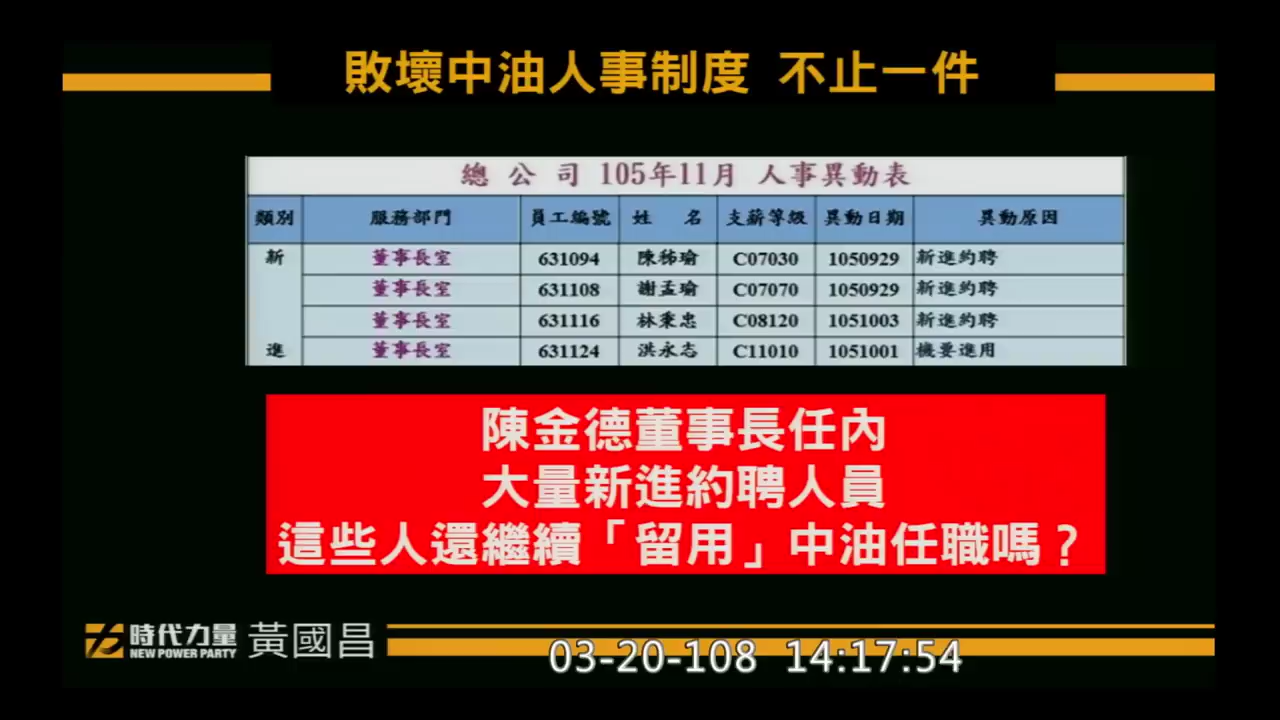 敗壞中油人事制度 不止一件
總公司 105年11月 人事異動表
類別 服務部門 員工編號 姓名 支薪等級 異動日期 異動原因
新 董事長室 631094 陳秭瑜 C07030 1050929 新進約聘
董事長室 631108 謝孟瑜 C07070 1050929 新進約聘
董事長室 631116 林秉忠 C08120 1051003 新進約聘
進 董事長室 631124 洪永志 C11010 1051001 機要進用
陳金德董事長任內
大量新進約聘人員
這些人還繼續「留用」中油任職嗎？
時代力量 黃國昌
NEW POWER PARTY
03-20-108 14:17:54